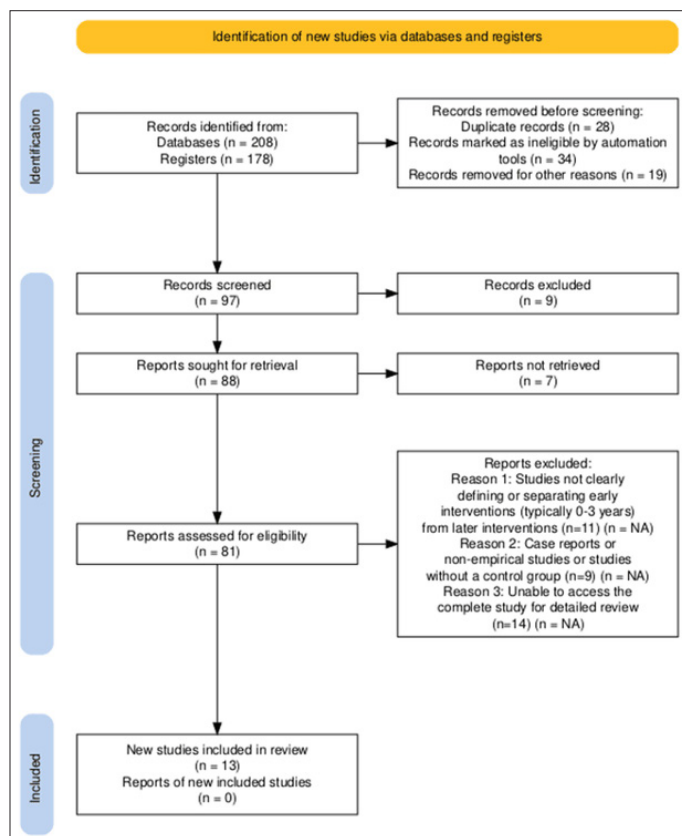 Identification of new studies via databases and registers
Identification
Records identified from:
Databases (n = 208)
Registers (n = 178)
Records removed before screening:
Duplicate records (n = 28)
Records marked as ineligible by automation
tools (n = 34)
Records removed for other reasons (n = 19)
Screening
Records screened
(n = 97)
Records excluded
(n = 9)
Reports sought for retrieval
(n = 88)
Reports not retrieved
(n = 7)
Reports assessed for eligibility
(n = 81)
Reports excluded:
Reason 1: Studies not clearly
defining or separating early
interventions (typically 0-3 years)
from later interventions (n=11) (n = NA)
Reason 2: Case reports or
non-empirical studies or studies
without a control group (n=9) (n = NA)
Reason 3: Unable to access the
complete study for detailed review
(n=14) (n = NA)
Included
New studies included in review
(n = 13)
Reports of new included studies
(n = 0)